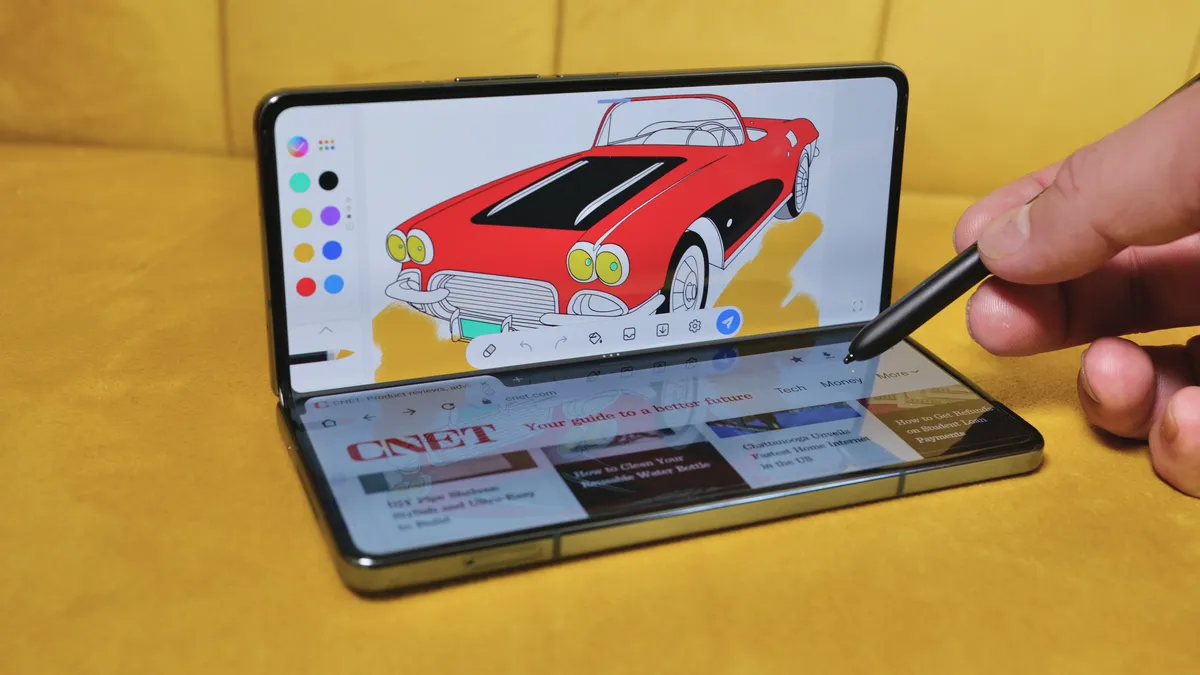 CNET: Product reviews, adv
cnet.com
CNET
Your guide to a better future
Tech
Money
More
DIY Pipe Shelves:
Stylish and Ultra-Easy
to Build
How to Clean Your
Reusable Water Bottle
Chattanooga Unveils
Fastest Home Internet
in the US
How to Get Refunds
on Student Loan
Payments